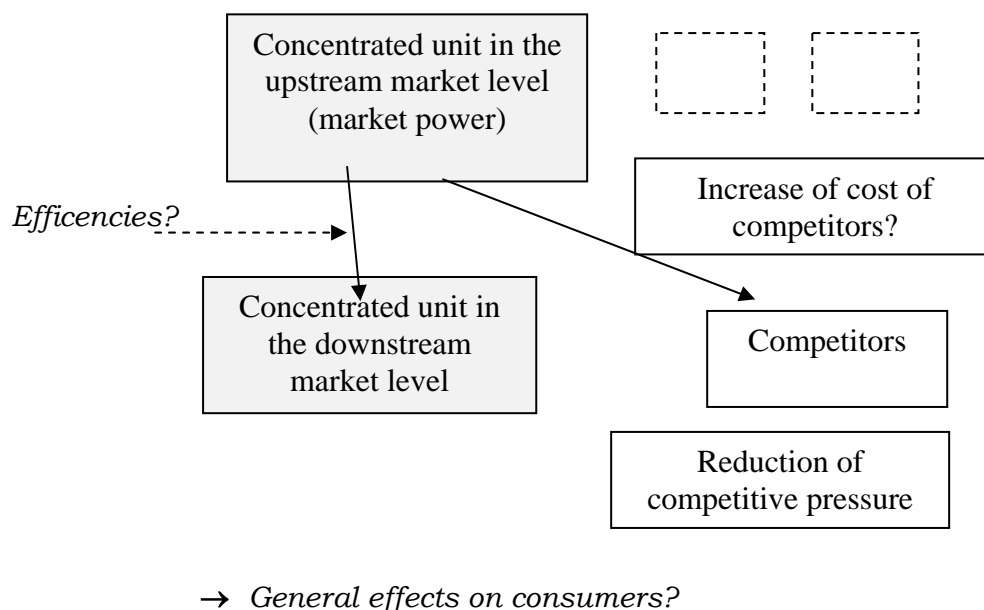 Concentrated unit in the
upstream market level
(market power)
Increase of cost of
competitors?
Efficencies?
Concentrated unit in
the downstream
market level
Competitors
Reduction of
competitive pressure
→ General effects on consumers?